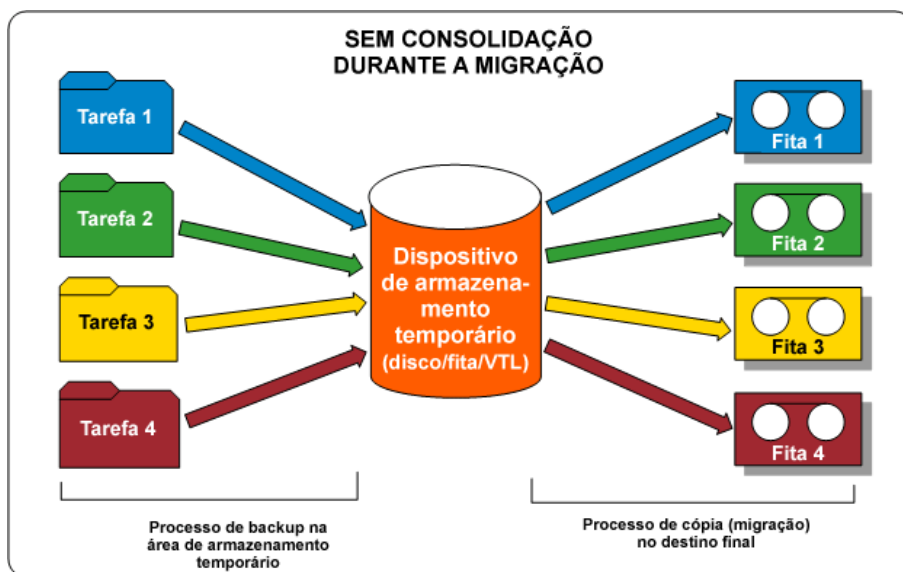 SEM CONSOLIDAÇÃO
DURANTE A MIGRAÇÃO
Tarefa 1
Tarefa 2
Tarefa 3
Tarefa 4
Dispositivo
de armazena-
mento
temporário
(disco/fita/VTL)
Fita 1
Fita 2
Fita 3
Fita 4
Processo de backup na
área de armazenamento
temporário
Processo de cópia (migração)
no destino final